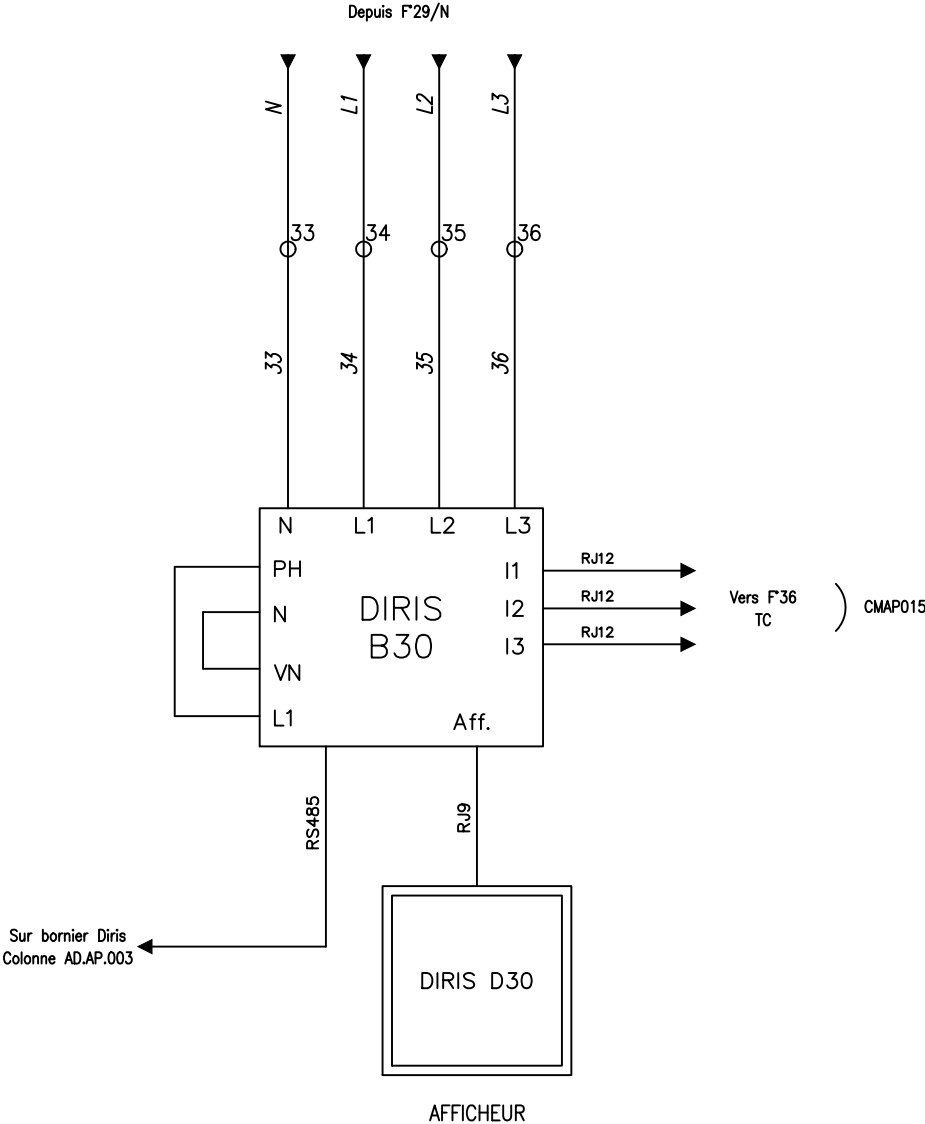 Depuis F°29/N
N L1 L2 L3
33 34 35 36
33 34 35 36
N L1 L2 L3
PH I1 RJ12
N DIRIS I2 RJ12 Vers F°36 CMAP015
VN B30 I3 RJ12 TC
L1 Aff.
RS485 RJ9
Sur bornier Diris
Colonne AD.AP.003
DIRIS D30
AFFICHEUR